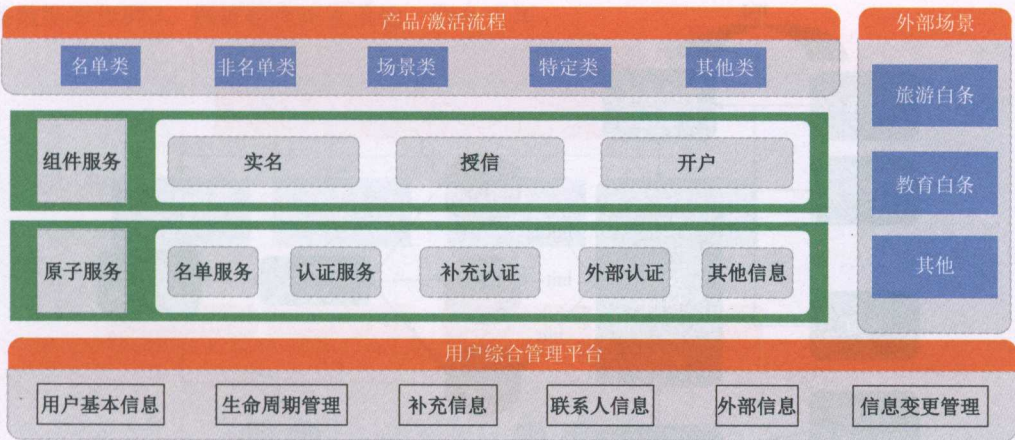 产品/激活流程
名单类 非名单类 场景类 特定类 其他类
组件服务 实名 授信 开户
原子服务 名单服务 认证服务 补充认证 外部认证 其他信息
外部场景
旅游白条
教育白条
其他
用户综合管理平台
用户基本信息 生命周期管理 补充信息 联系人信息 外部信息 信息变更管理